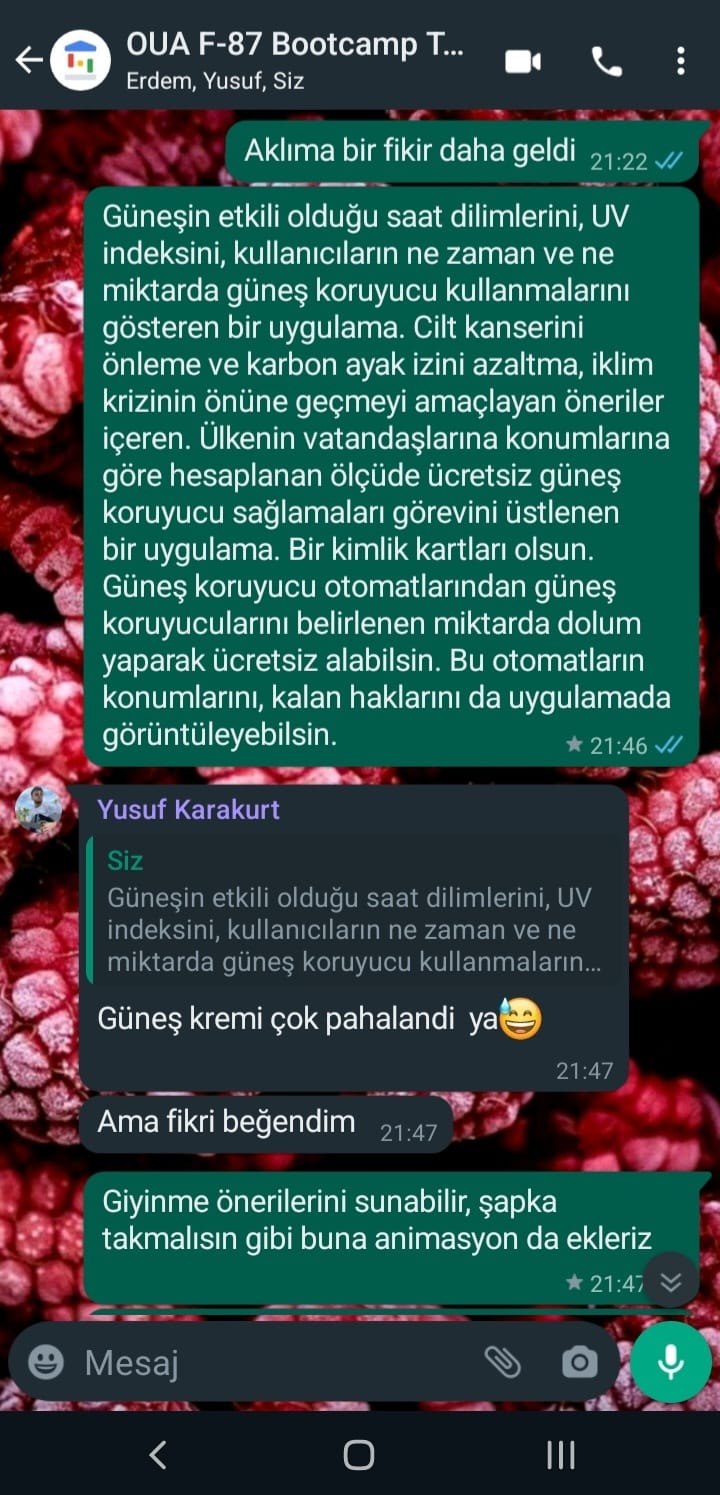 OUA F-87 Bootcamp T...
Erdem, Yusuf, Siz
Aklıma bir fikir daha geldi 21:22
Güneşin etkili olduğu saat dilimlerini, UV
indeksini, kullanıcıların ne zaman ve ne
miktarda güneş koruyucu kullanmalarını
gösteren bir uygulama. Cilt kanserini
önleme ve karbon ayak izini azaltma, iklim
krizinin önüne geçmeyi amaçlayan öneriler
içeren. Ülkenin vatandaşlarına konumlarına
göre hesaplanan ölçüde ücretsiz güneş
koruyucu sağlamaları görevini üstlenen
bir uygulama. Bir kimlik kartları olsun.
Güneş koruyucu otomatlarından güneş
koruyucularını belirlenen miktarda dolum
yaparak ücretsiz alabilsin. Bu otomatların
konumlarını, kalan haklarını da uygulamada
görüntüleyebilsin. 21:46
Yusuf Karakurt
Siz
Güneşin etkili olduğu saat dilimlerini, UV
indeksini, kullanıcıların ne zaman ve ne
miktarda güneş koruyucu kullanmaların...
Güneş kremi çok pahalandi ya😅
21:47
Ama fikri beğendim 21:47
Giyinme önerilerini sunabilir, şapka
takmalısın gibi buna animasyon da ekleriz
21:47
Mesaj